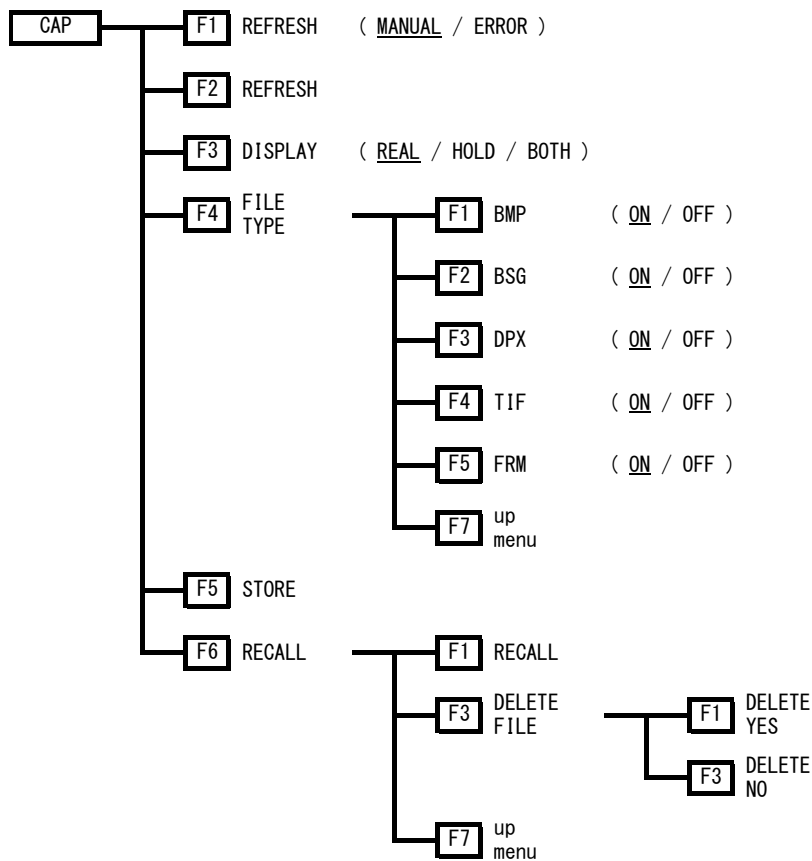 CAP F1 REFRESH ( MANUAL / ERROR )
F2 REFRESH
F3 DISPLAY ( REAL / HOLD / BOTH )
F4 FILE TYPE
F1 BMP ( ON / OFF )
F2 BSG ( ON / OFF )
F3 DPX ( ON / OFF )
F4 TIF ( ON / OFF )
F5 FRM ( ON / OFF )
F7 up menu
F5 STORE
F6 RECALL
F1 RECALL
F3 DELETE FILE
F1 DELETE YES
F3 DELETE NO
F7 up menu